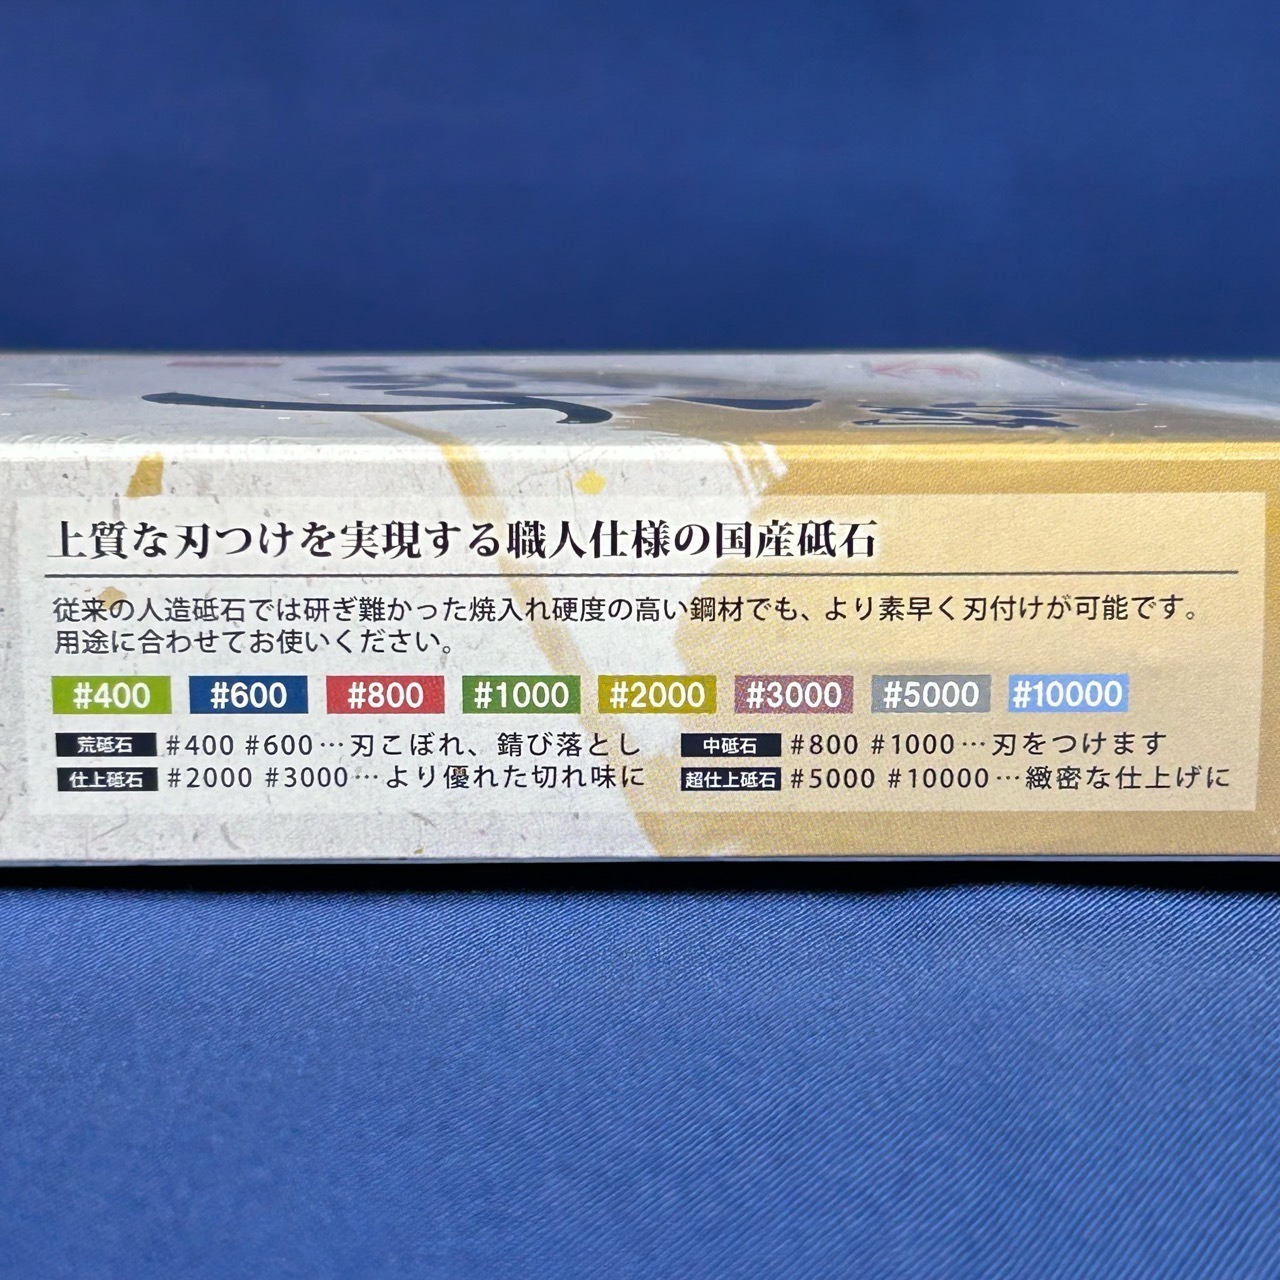 上質な刃つけを実現する職人仕様の国産砥石
従来の人造砥石では研ぎ難かった焼入れ硬度の高い鋼材でも、より素早く刃付けが可能です。
用途に合わせてお使いください。
#400 #600 #800 #1000 #2000 #3000 #5000 #10000
荒砥石 #400 #600…刃こぼれ、錆び落とし 中砥石 #800 #1000…刃をつけます
仕上砥石 #2000 #3000…より優れた切れ味に 超仕上砥石 #5000 #10000…緻密な仕上げに